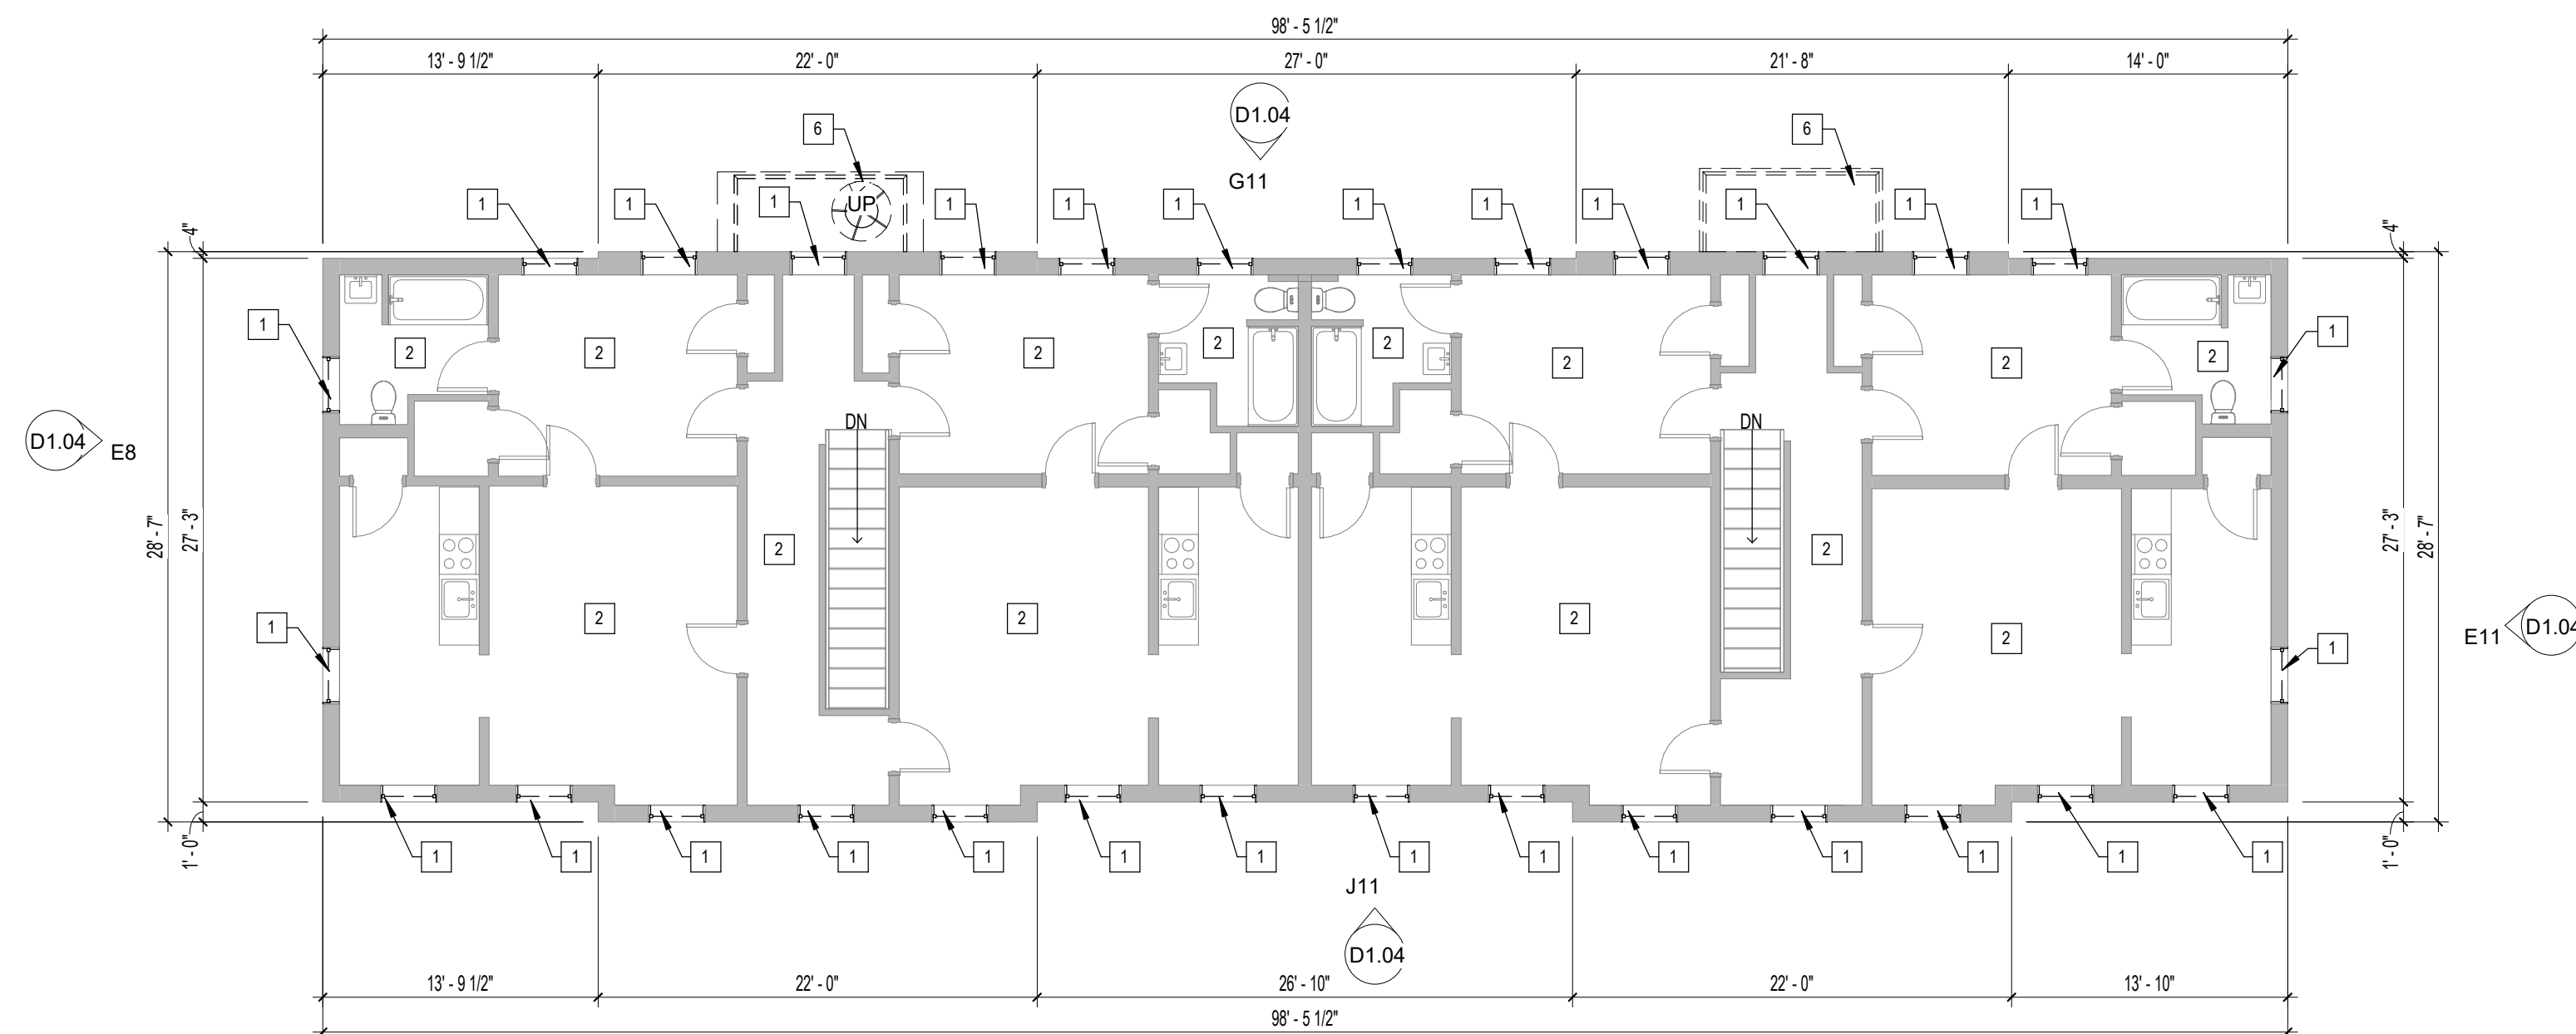 98' - 5 1/2"
13' - 9 1/2" 22' - 0" 27' - 0" 21' - 8" 14' - 0"
D1.04
G11
6 6
1 1 1 UP 1 1 1 1 1 1 1 1 1
4" 4"
1 1
2 2 2 2 2 2 2 2
DN DN
D1.04 E8
28' - 7" 27' - 3" 27' - 3" 28' - 7"
2 2
1 2 2 2 2 1
E11 D1.04
1' - 0" 1' - 0"
1 1 1 1 1 1 1 1 1 1 1 1 1 1
J11
D1.04
13' - 9 1/2" 22' - 0" 26' - 10" 22' - 0" 13' - 10"
98' - 5 1/2"